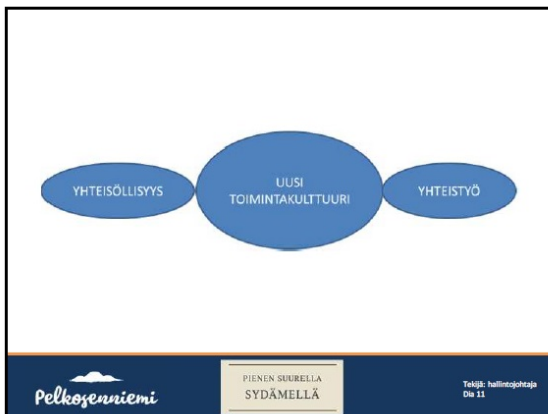 YHTEISÖLLISYYS
UUSI
TOIMINTAKULTTUURI
YHTEISTYÖ
Pelkosenniemi
PIENEN SUURELLA
SYDÄMELLÄ
Tekijä: hallintojohtaja
Dia 11